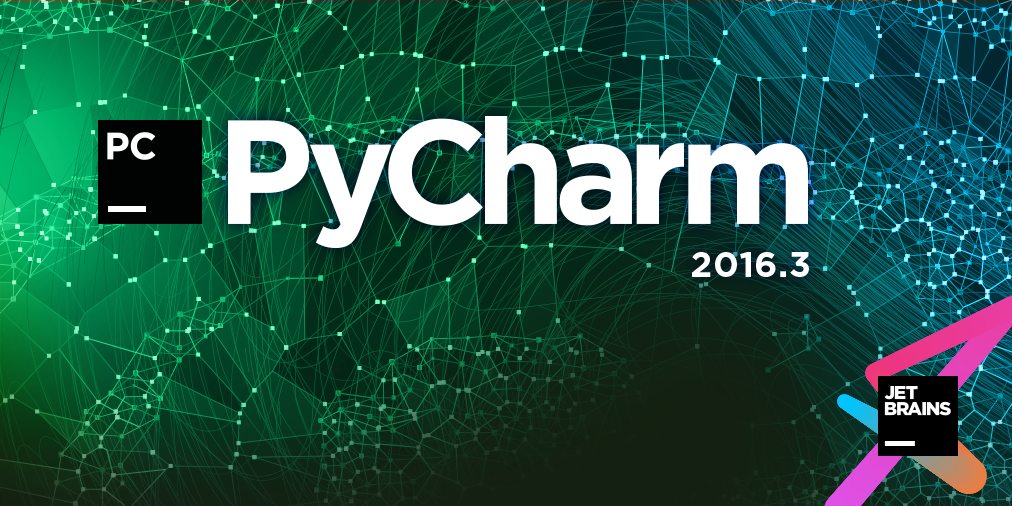 PC
PyCharm
2016.3
JET
BRAINS